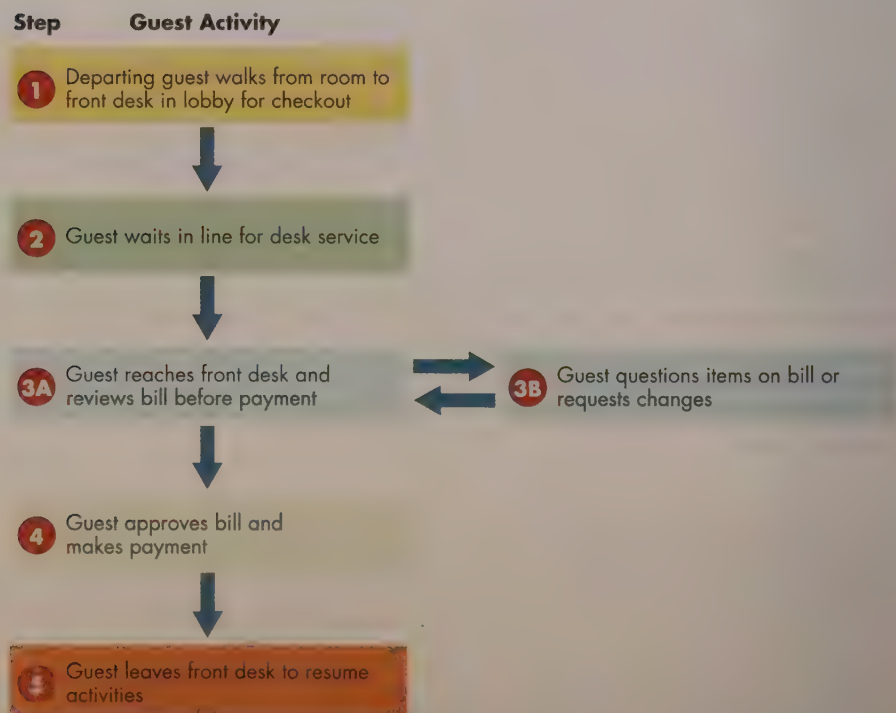 Step Guest Activity
1 Departing guest walks from room to
front desk in lobby for checkout
2 Guest waits in line for desk service
3A Guest reaches front desk and
reviews bill before payment
3B Guest questions items on bill or
requests changes
4 Guest approves bill and
makes payment
5 Guest leaves front desk to resume
activities